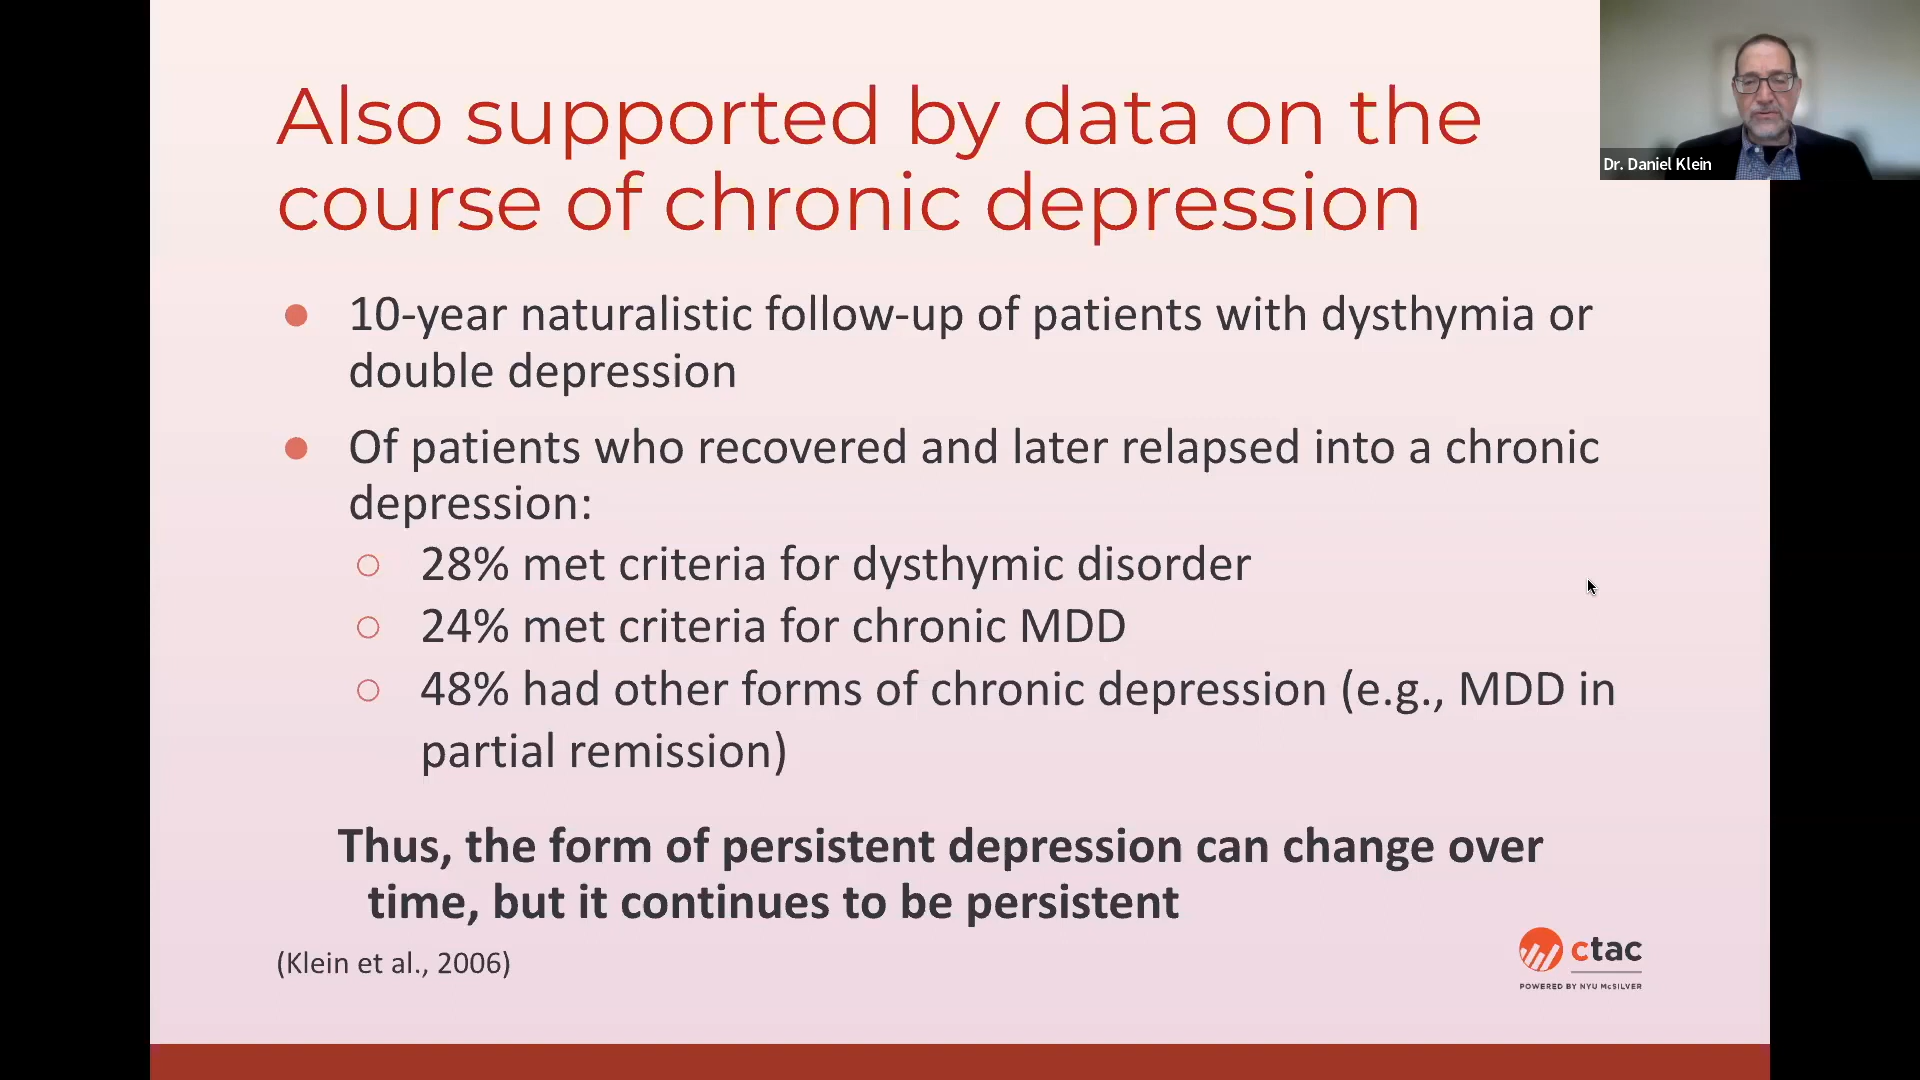 Also supported by data on the
course of chronic depression
Dr. Daniel Klein
10-year naturalistic follow-up of patients with dysthymia or
double depression
Of patients who recovered and later relapsed into a chronic
depression:
28% met criteria for dysthymic disorder
24% met criteria for chronic MDD
48% had other forms of chronic depression (e.g., MDD in
partial remission)
Thus, the form of persistent depression can change over
time, but it continues to be persistent
(Klein et al., 2006)
ctac
POWERED BY NYU McSILVER